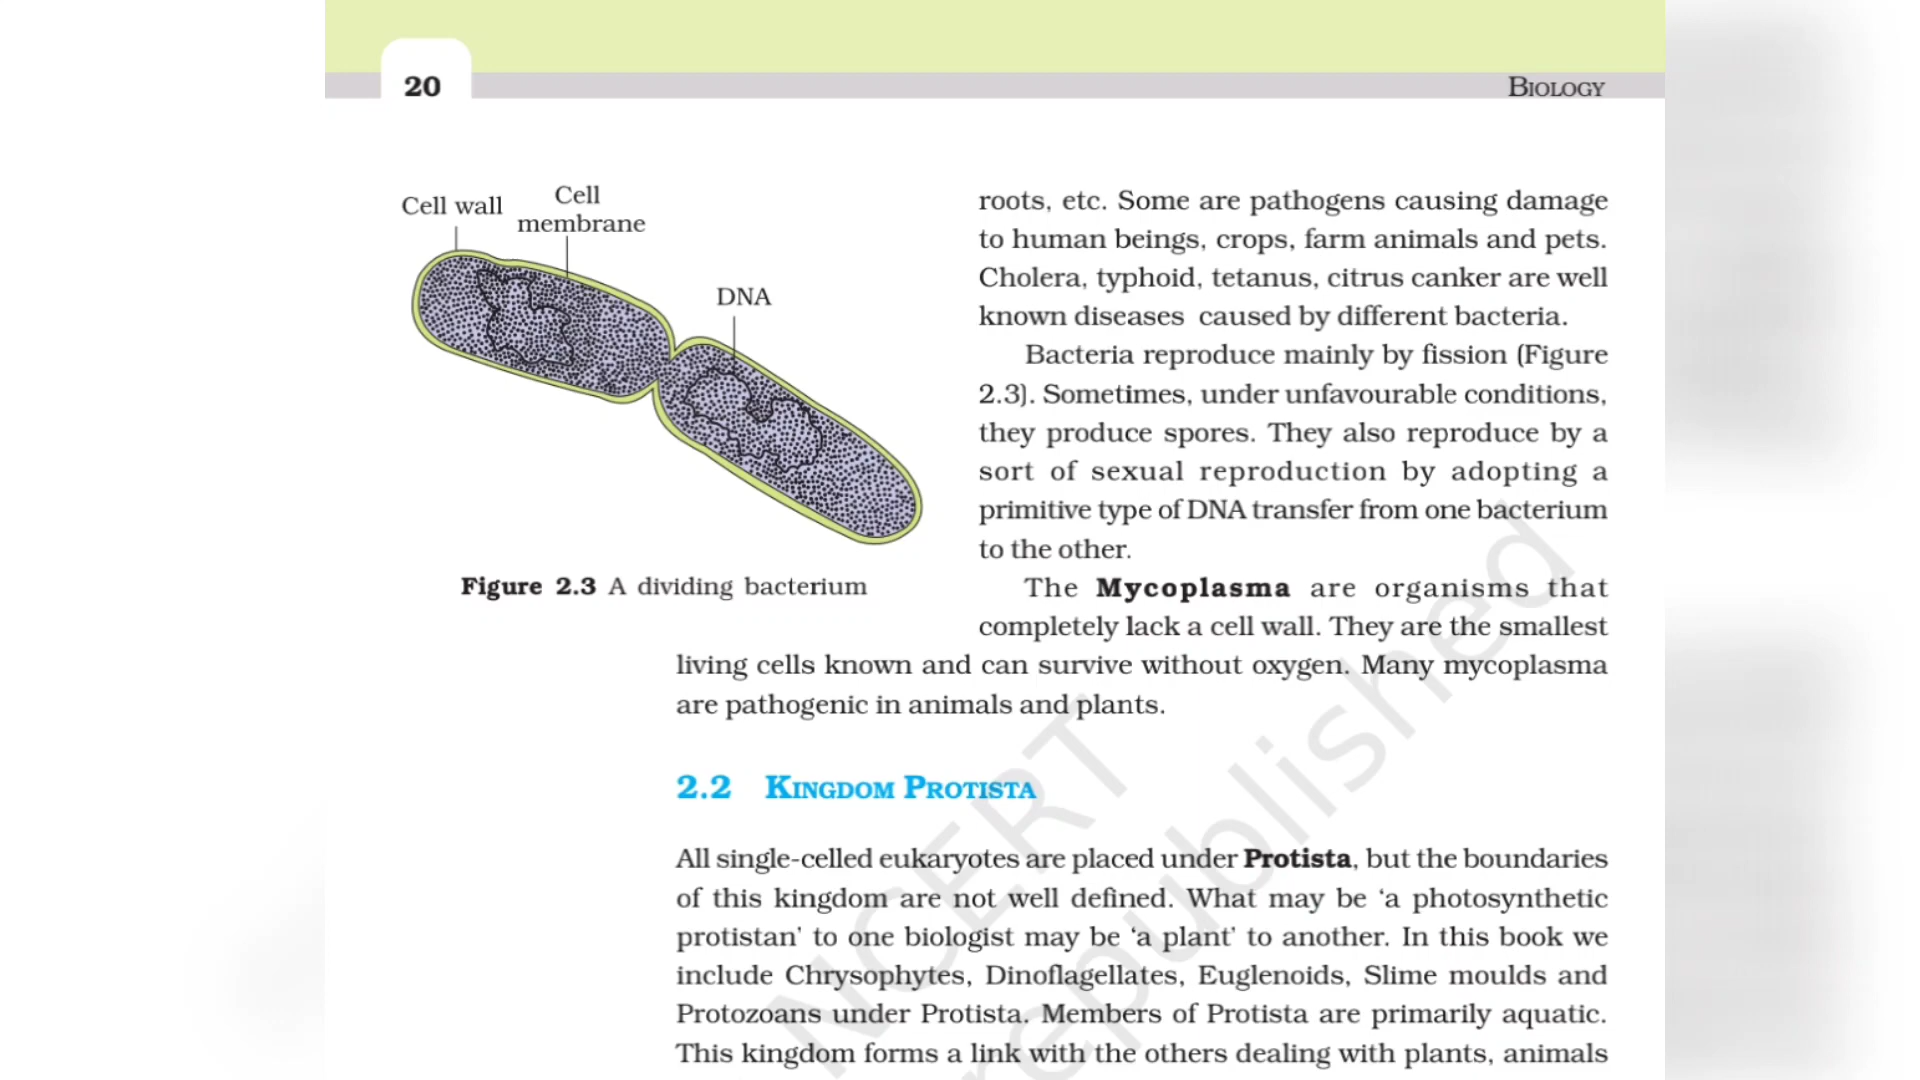 20
BIOLOGY
Cell wall
Cell
membrane
DNA
Figure 2.3 A dividing bacterium
roots, etc. Some are pathogens causing damage
to human beings, crops, farm animals and pets.
Cholera, typhoid, tetanus, citrus canker are well
known diseases caused by different bacteria.
Bacteria reproduce mainly by fission (Figure
2.3). Sometimes, under unfavourable conditions,
they produce spores. They also reproduce by a
sort of sexual reproduction by adopting a
primitive type of DNA transfer from one bacterium
to the other.
The Mycoplasma are organisms that
completely lack a cell wall. They are the smallest
living cells known and can survive without oxygen. Many mycoplasma
are pathogenic in animals and plants.
2.2 KINGDOM PROTISTA
All single-celled eukaryotes are placed under Protista, but the boundaries
of this kingdom are not well defined. What may be ‘a photosynthetic
protistan’ to one biologist may be ‘a plant’ to another. In this book we
include Chrysophytes, Dinoflagellates, Euglenoids, Slime moulds and
Protozoans under Protista. Members of Protista are primarily aquatic.
This kingdom forms a link with the others dealing with plants, animals
NCERT
republished